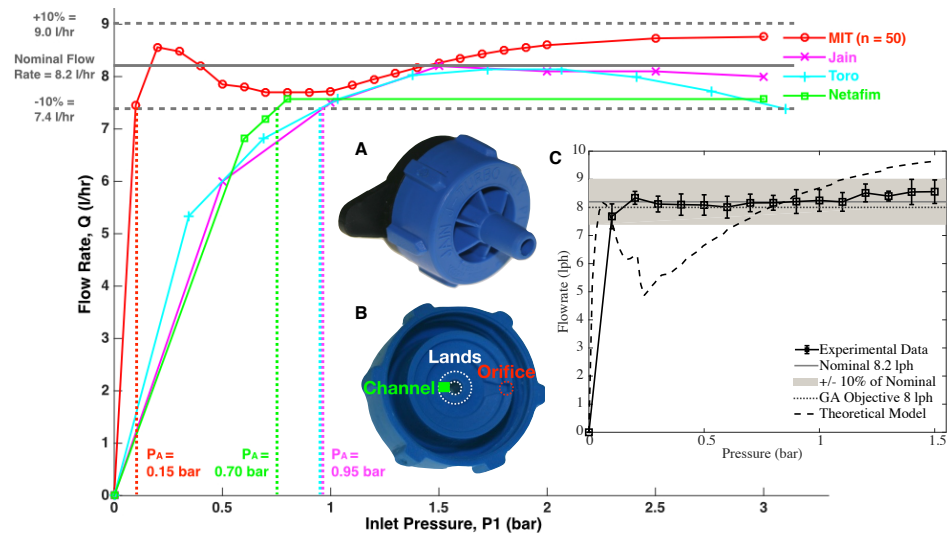 +10% =
9.0 l/hr
Nominal Flow
Rate = 8.2 l/hr
-10% =
7.4 l/hr
MIT (n = 50)
Jain
Toro
Netafim
8
7
6
5
4
3
2
1
0
Flow Rate, Q (l/hr)
PA =
0.15 bar
PA =
0.70 bar
PA =
0.95 bar
0 0.5 1 1.5 2 2.5 3
Inlet Pressure, P1 (bar)
A
B
Lands
Channel
Orifice
C
10
9
8
7
6
5
4
3
2
1
0
Flowrate (lph)
Experimental Data
Nominal 8.2 lph
+/- 10% of Nominal
GA Objective 8 lph
Theoretical Model
0 0.5 1 1.5
Pressure (bar)